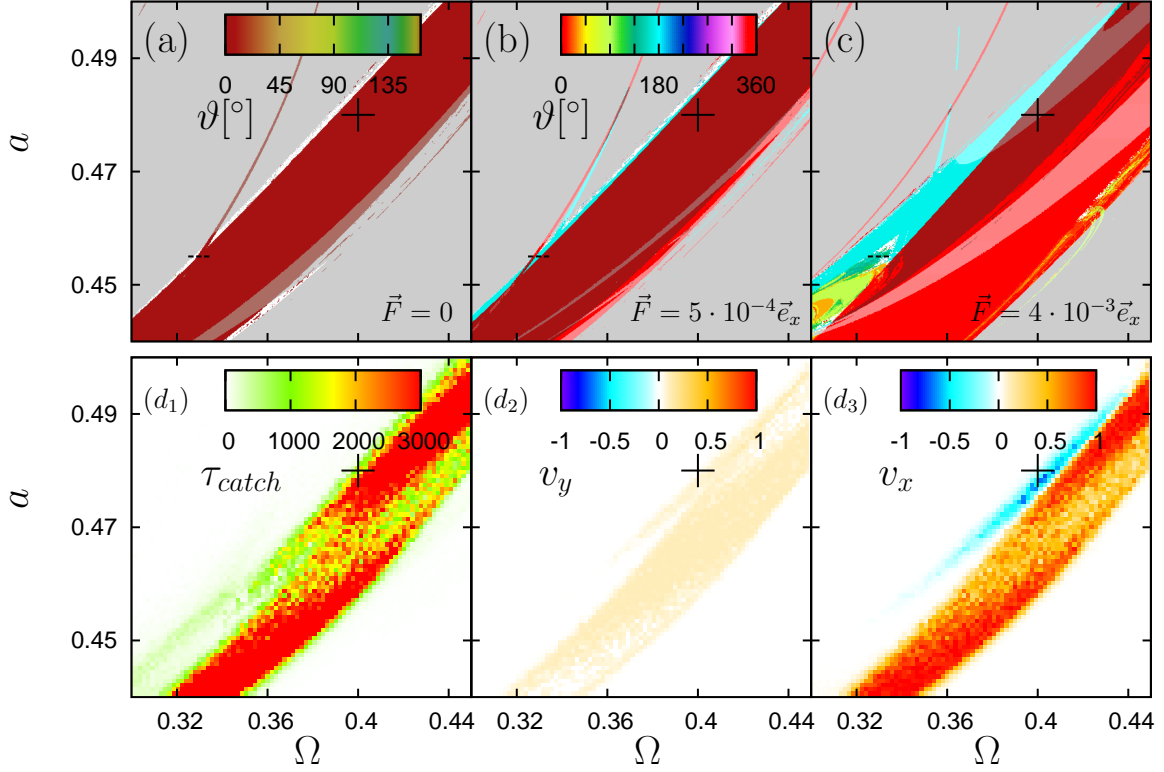 (a) (b) (c)
0.49
0 45 90 135 0 180 360
ϑ[°] ϑ[°]
a
0.47
0.45
F⃗ = 0 F⃗ = 5 · 10⁻⁴e⃗ₓ F⃗ = 4 · 10⁻³e⃗ₓ
(d₁) (d₂) (d₃)
0.49
0 1000 2000 3000 -1 -0.5 0 0.5 1 -1 -0.5 0 0.5 1
τ_catch v_y v_x
a
0.47
0.45
0.32 0.36 0.4 0.44 0.32 0.36 0.4 0.44 0.32 0.36 0.4 0.44
Ω Ω Ω